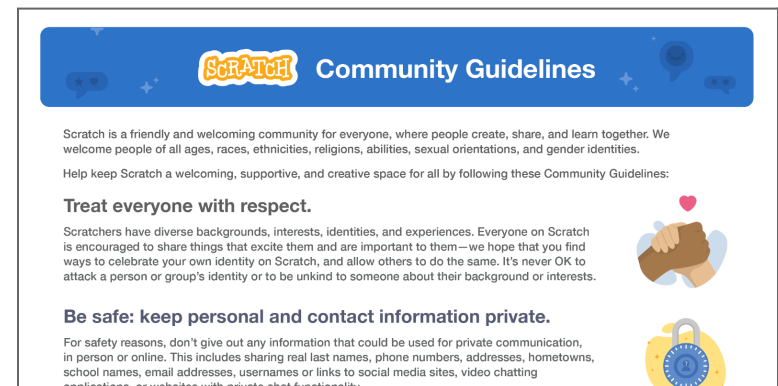 SCRATCH Community Guidelines
Scratch is a friendly and welcoming community for everyone, where people create, share, and learn together. We
welcome people of all ages, races, ethnicities, religions, abilities, sexual orientations, and gender identities.
Help keep Scratch a welcoming, supportive, and creative space for all by following these Community Guidelines:
Treat everyone with respect.
Scratchers have diverse backgrounds, interests, identities, and experiences. Everyone on Scratch
is encouraged to share things that excite them and are important to them—we hope that you find
ways to celebrate your own identity on Scratch, and allow others to do the same. It's never OK to
attack a person or group's identity or to be unkind to someone about their background or interests.
Be safe: keep personal and contact information private.
For safety reasons, don't give out any information that could be used for private communication,
in person or online. This includes sharing real last names, phone numbers, addresses, hometowns,
school names, email addresses, usernames or links to social media sites, video chatting
applications, or websites with private chat functionality.